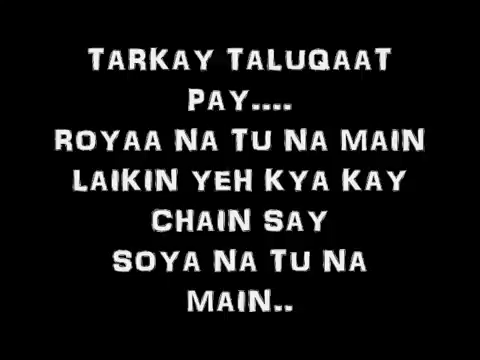 TARKAY TALUQAAT
PAY....
ROYAA NA TU NA MAIN
LAIKIN YEH KYA KAY
CHAIN SAY
SOYA NA TU NA
MAIN..